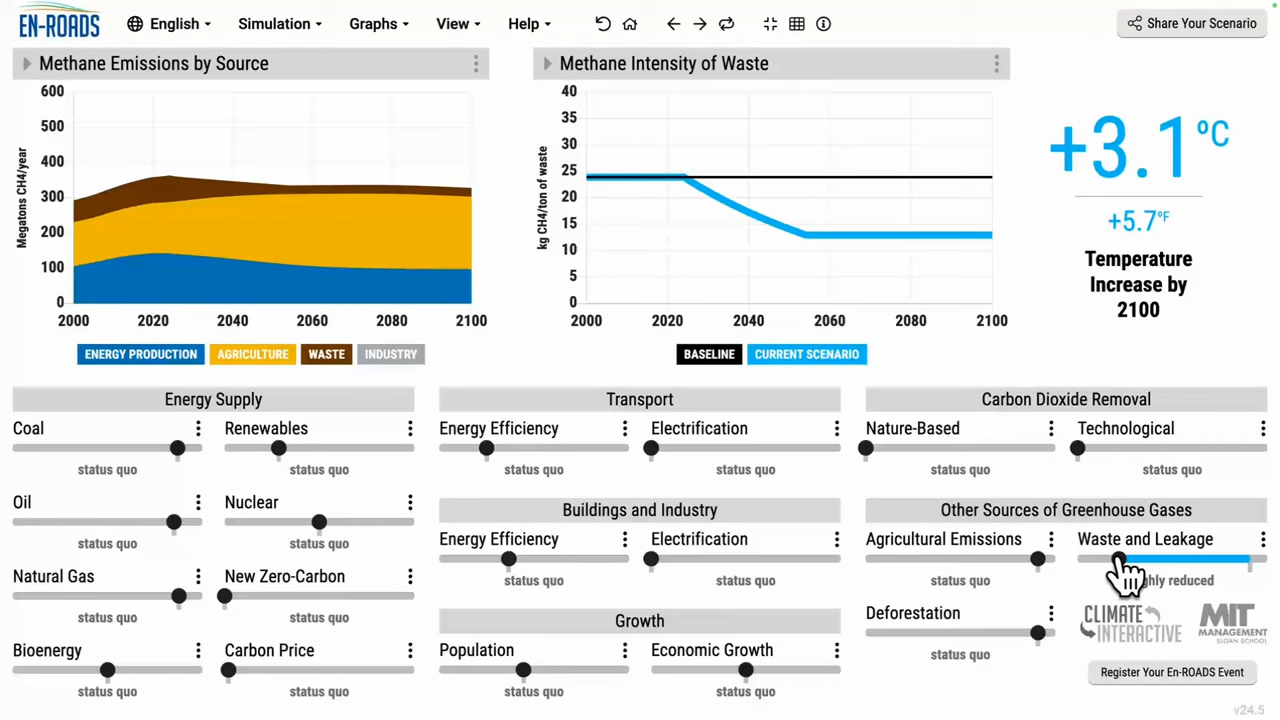 EN-ROADS
English
Simulation
Graphs
View
Help
Share Your Scenario
Methane Emissions by Source
600
500
400
300
200
100
0
Megatons CH4/year
2000 2020 2040 2060 2080 2100
ENERGY PRODUCTION AGRICULTURE WASTE INDUSTRY
Methane Intensity of Waste
40
35
30
25
20
15
10
5
0
kg CH4/ton of waste
2000 2020 2040 2060 2080 2100
BASELINE CURRENT SCENARIO
+3.1 ºC
+5.7ºF
Temperature
Increase by
2100
Energy Supply
Coal
status quo
Renewables
status quo
Oil
status quo
Nuclear
status quo
Natural Gas
status quo
New Zero-Carbon
status quo
Bioenergy
status quo
Carbon Price
status quo
Transport
Energy Efficiency
status quo
Electrification
status quo
Buildings and Industry
Energy Efficiency
status quo
Electrification
status quo
Growth
Population
status quo
Economic Growth
status quo
Carbon Dioxide Removal
Nature-Based
status quo
Technological
status quo
Other Sources of Greenhouse Gases
Agricultural Emissions
status quo
Waste and Leakage
reduced
Deforestation
status quo
CLIMATE
INTERACTIVE
MIT
MANAGEMENT
SLOAN SCHOOL
Register Your En-ROADS Event
v24.5